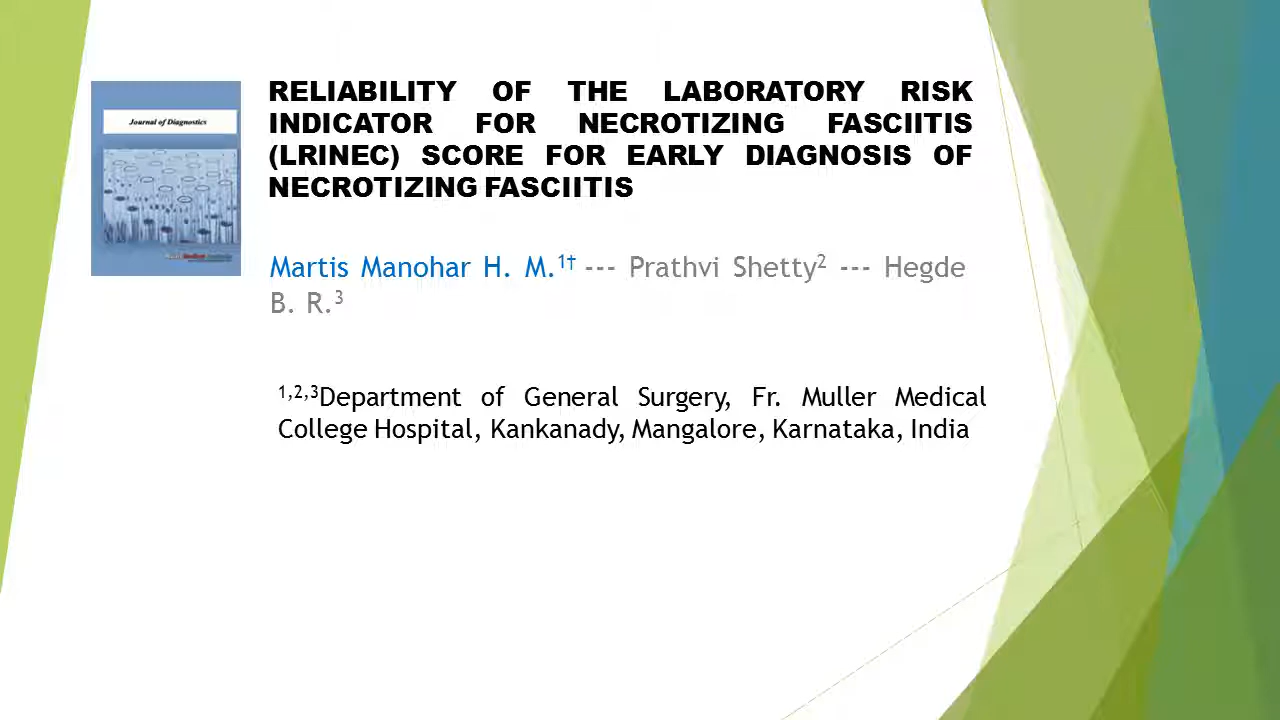 Journal of Diagnostics
RELIABILITY OF THE LABORATORY RISK
INDICATOR FOR NECROTIZING FASCIITIS
(LRINEC) SCORE FOR EARLY DIAGNOSIS OF
NECROTIZING FASCIITIS
Martis Manohar H. M.¹† --- Prathvi Shetty² --- Hegde
B. R.³
¹,²,³Department of General Surgery, Fr. Muller Medical
College Hospital, Kankanady, Mangalore, Karnataka, India